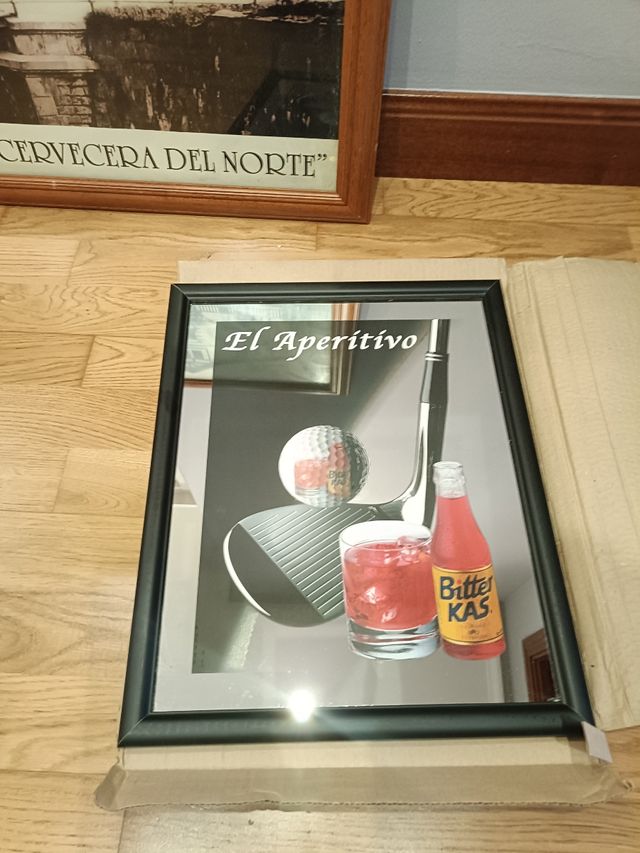 CERVECERA DEL NORTE”
El Aperitivo
Bitter
KAS.